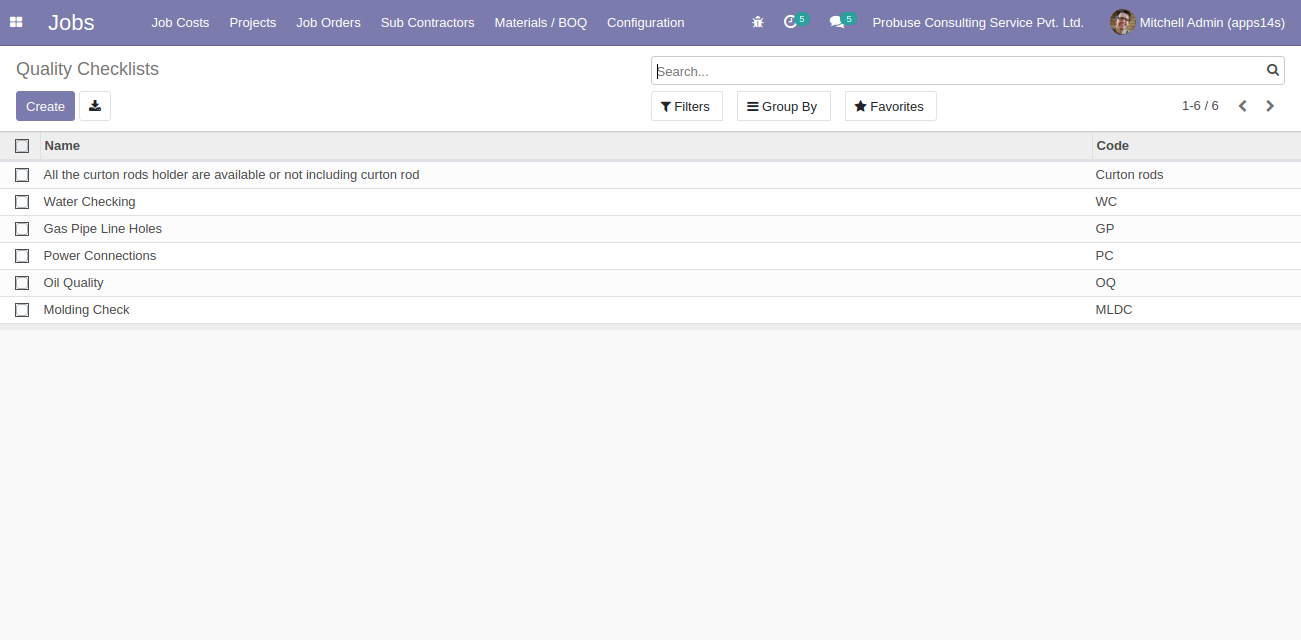 Jobs Job Costs Projects Job Orders Sub Contractors Materials / BOQ Configuration 5 5 Probuse Consulting Service Pvt. Ltd. Mitchell Admin (apps14s)
Quality Checklists Search...
Create Filters Group By Favorites 1-6 / 6
Name Code
All the curton rods holder are available or not including curton rod Curton rods
Water Checking WC
Gas Pipe Line Holes GP
Power Connections PC
Oil Quality OQ
Molding Check MLDC